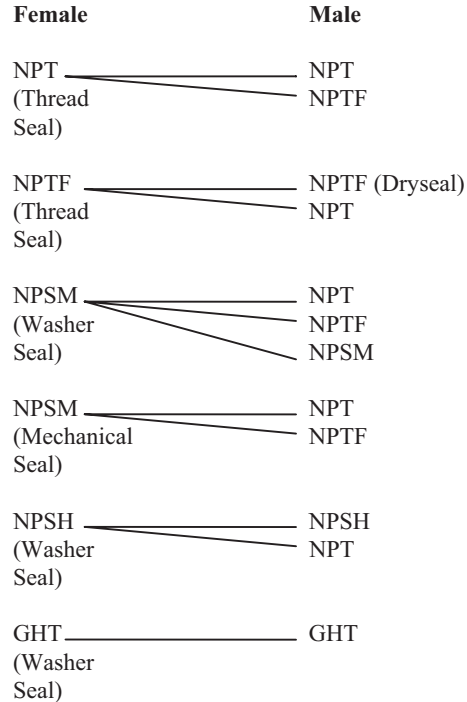 Female Male
NPT NPT
(Thread NPTF
Seal)
NPTF NPTF (Dryseal)
(Thread NPT
Seal)
NPSM NPT
(Washer NPTF
Seal) NPSM
NPSM NPT
(Mechanical NPTF
Seal)
NPSH NPSH
(Washer NPT
Seal)
GHT GHT
(Washer
Seal)